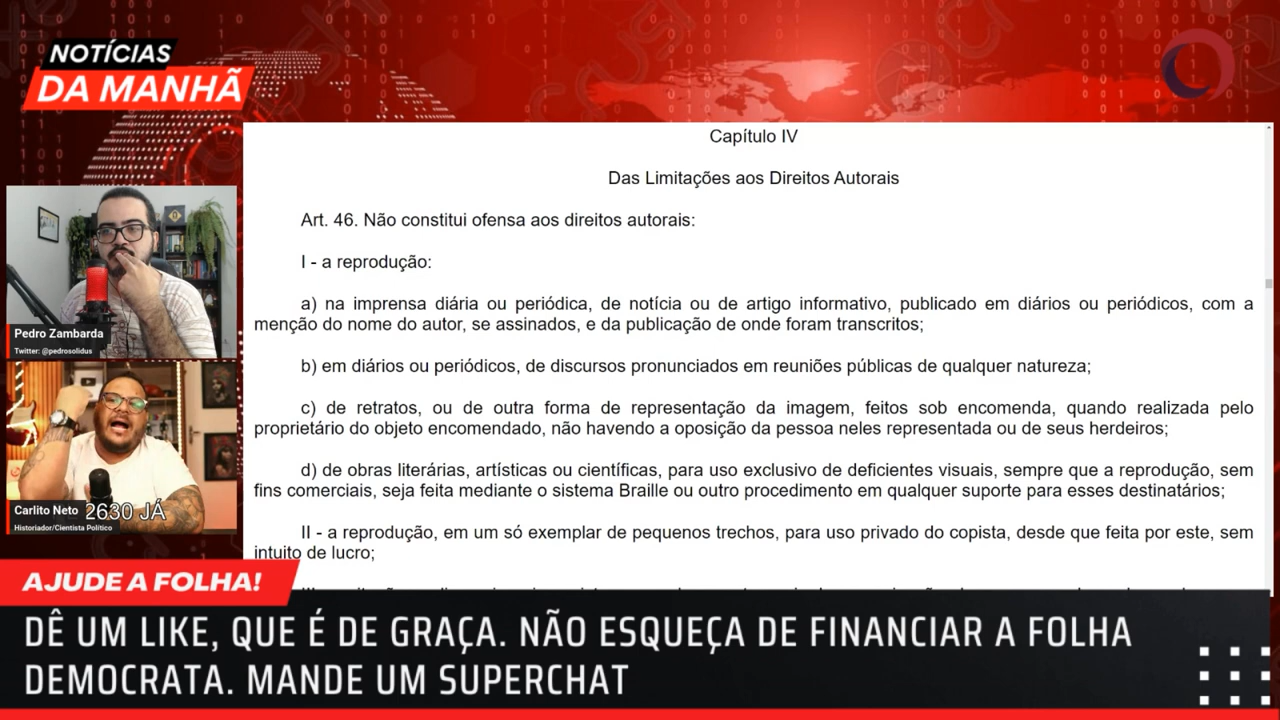 NOTÍCIAS
DA MANHÃ
Capítulo IV
Das Limitações aos Direitos Autorais
Art. 46. Não constitui ofensa aos direitos autorais:
I - a reprodução:
a) na imprensa diária ou periódica, de notícia ou de artigo informativo, publicado em diários ou periódicos, com a
menção do nome do autor, se assinados, e da publicação de onde foram transcritos;
b) em diários ou periódicos, de discursos pronunciados em reuniões públicas de qualquer natureza;
c) de retratos, ou de outra forma de representação da imagem, feitos sob encomenda, quando realizada pelo
proprietário do objeto encomendado, não havendo a oposição da pessoa neles representada ou de seus herdeiros;
d) de obras literárias, artísticas ou científicas, para uso exclusivo de deficientes visuais, sempre que a reprodução, sem
fins comerciais, seja feita mediante o sistema Braille ou outro procedimento em qualquer suporte para esses destinatários;
II - a reprodução, em um só exemplar de pequenos trechos, para uso privado do copista, desde que feita por este, sem
intuito de lucro;
Pedro Zambarda
Twitter: @pedrosolidus
Carlito Neto
2630 JÁ
Historiador/Cientista Político
AJUDE A FOLHA!
DÊ UM LIKE, QUE É DE GRAÇA. NÃO ESQUEÇA DE FINANCIAR A FOLHA
DEMOCRATA. MANDE UM SUPERCHAT